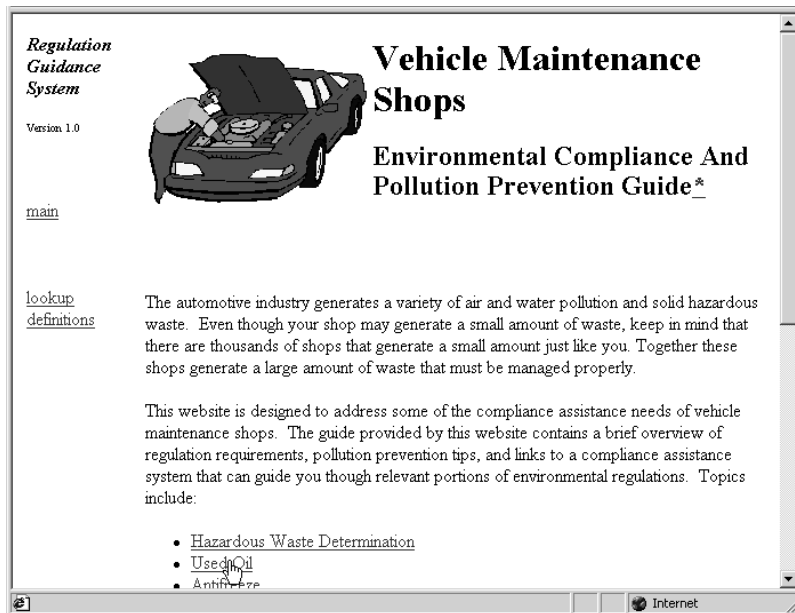 Regulation
Guidance
System
Version 1.0
main
lookup
definitions
Vehicle Maintenance
Shops
Environmental Compliance And
Pollution Prevention Guide*
The automotive industry generates a variety of air and water pollution and solid hazardous
waste.  Even though your shop may generate a small amount of waste, keep in mind that
there are thousands of shops that generate a small amount just like you. Together these
shops generate a large amount of waste that must be managed properly.
This website is designed to address some of the compliance assistance needs of vehicle
maintenance shops.  The guide provided by this website contains a brief overview of
regulation requirements, pollution prevention tips, and links to a compliance assistance
system that can guide you though relevant portions of environmental regulations.  Topics
include:
• Hazardous Waste Determination
• Used Oil
• Antifreeze
Internet